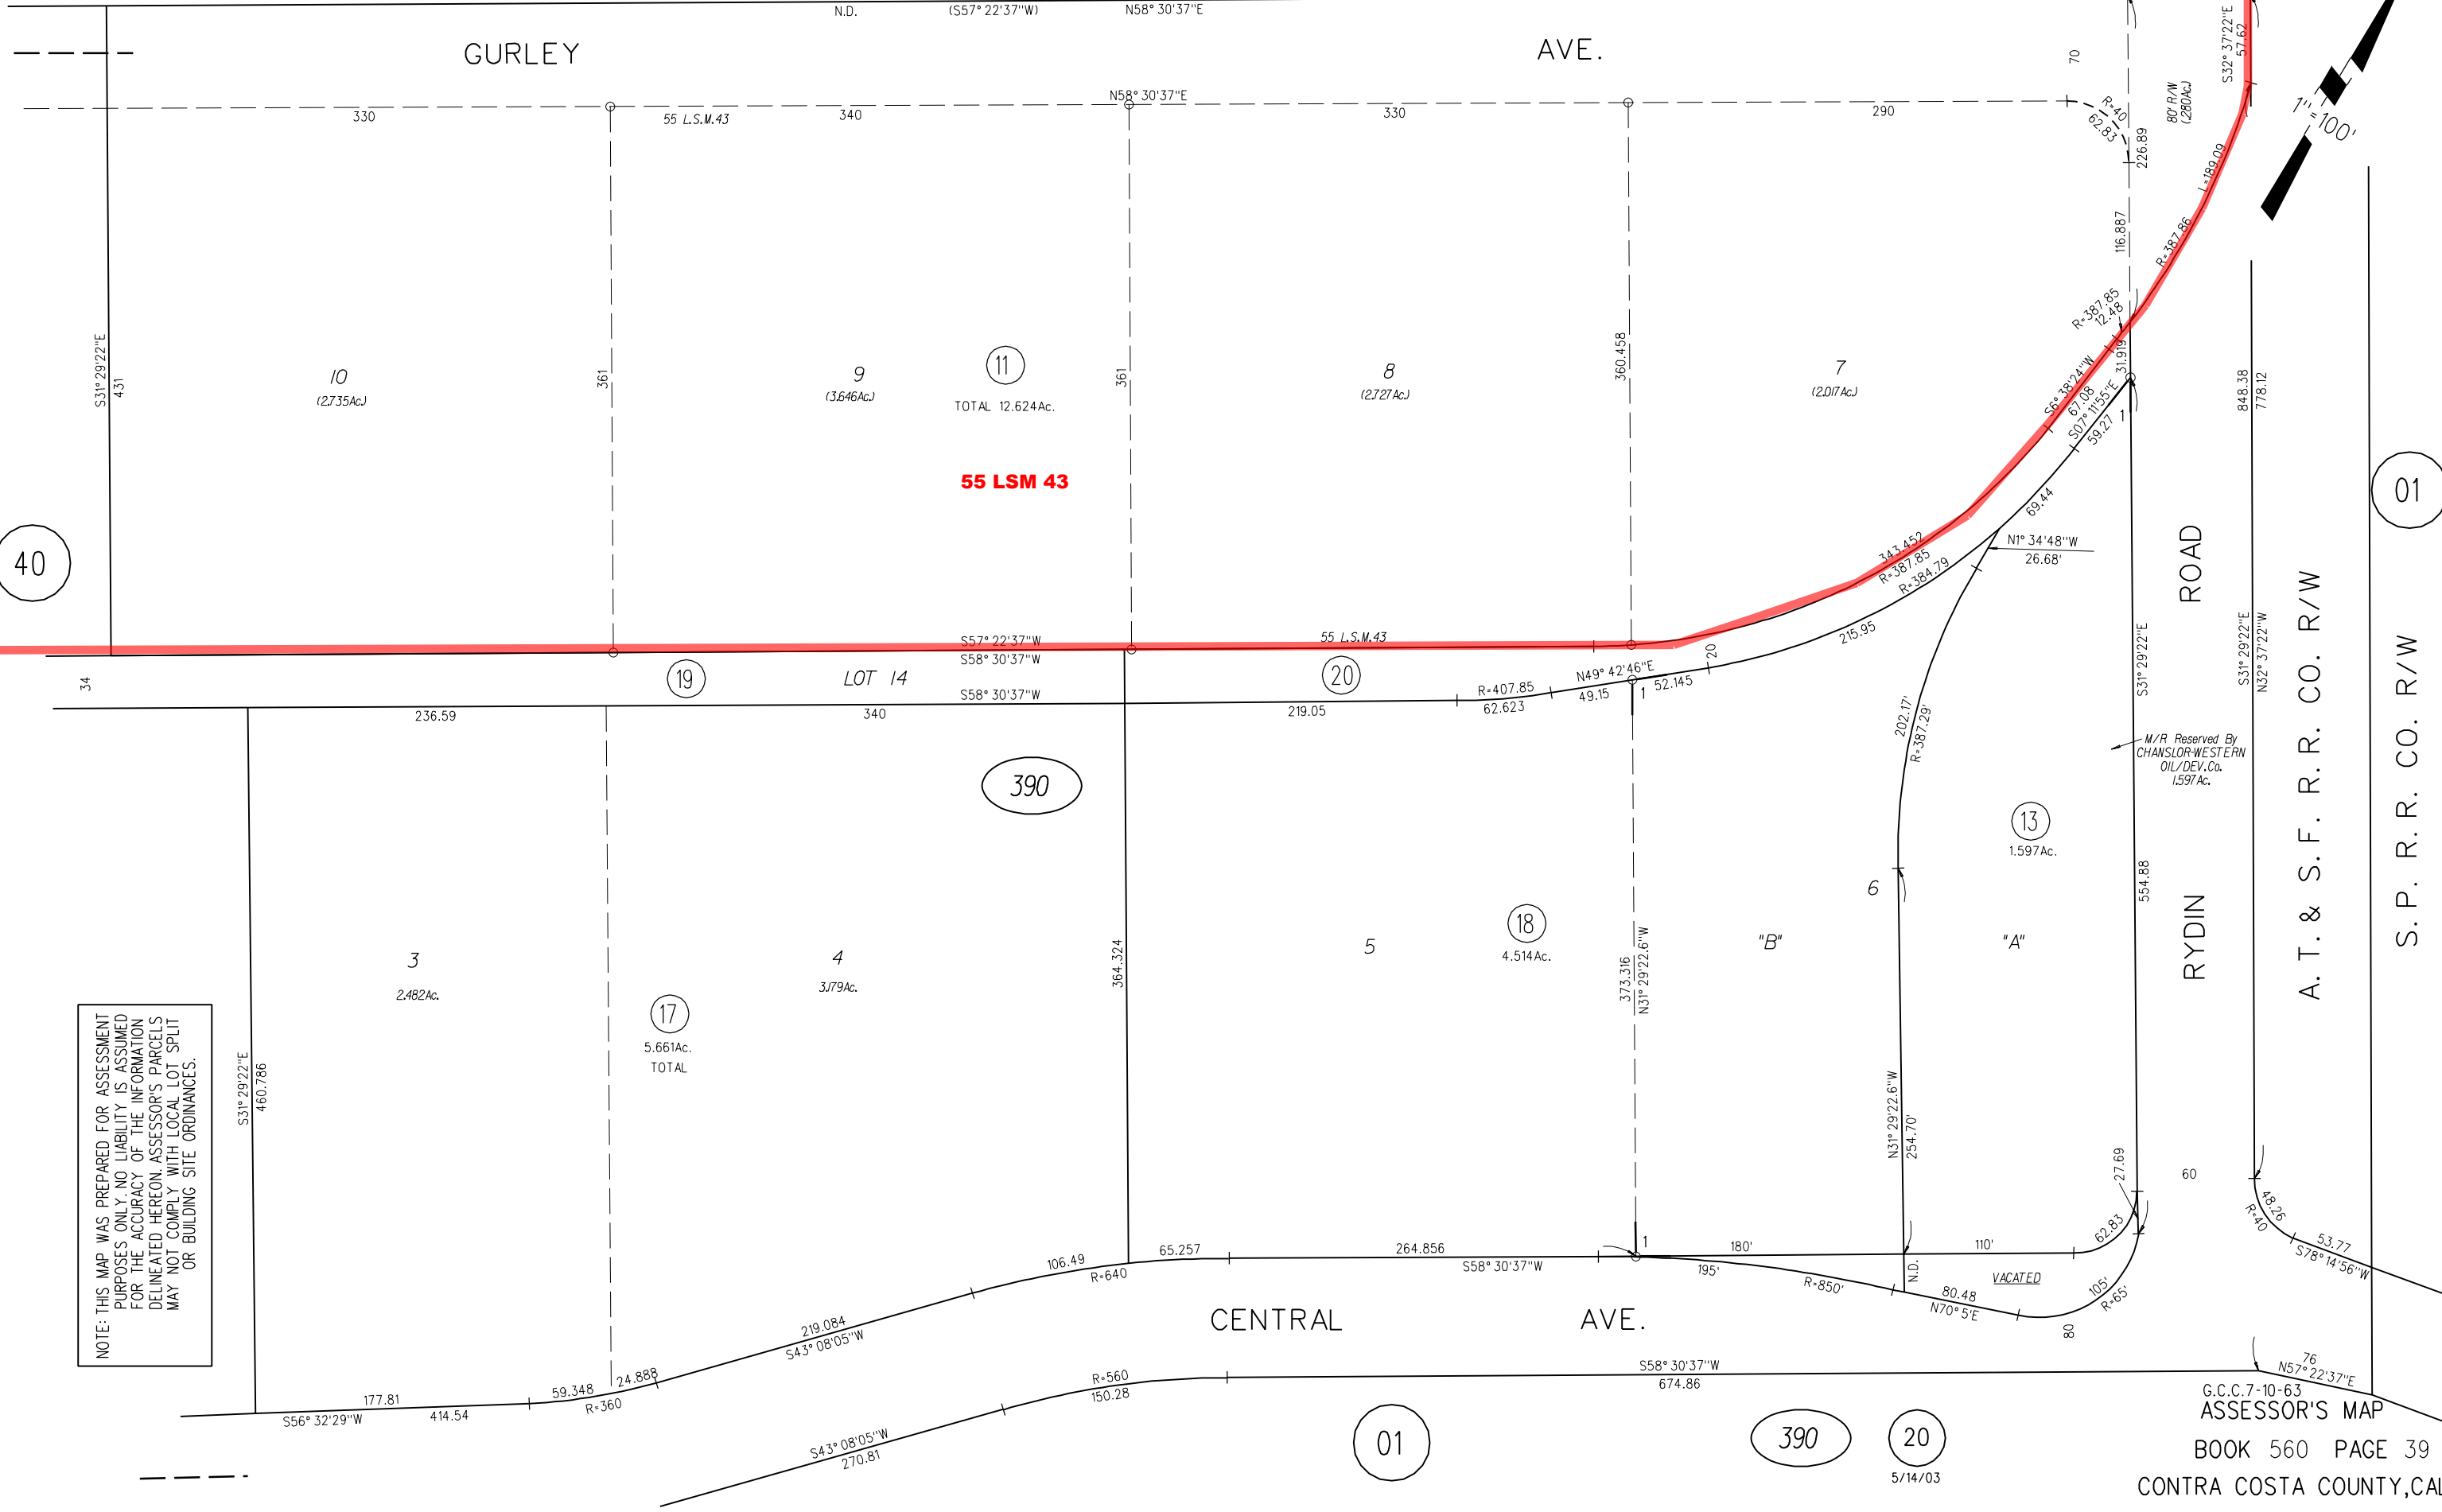 N.D. (S57° 22'37"W) N58° 30'37"E
GURLEY AVE.
N58° 30'37"E
330
55 L.S.M.43
340
330
290
70
R=40
62.83
226.89
80' R/W
(.280Ac.)
S32° 37'22"E
57.62
1"=100'
L=189.09
R=387.86
116.887
R=387.85
12.48
31.919
S31° 29'22"E
431
10
(2.735Ac.)
361
9
(3.646Ac.)
11
TOTAL 12.624Ac.
361
8
(2.727Ac.)
360.458
7
(2.017Ac.)
S6° 38'24"W
67.08
S07° 11'55"E
59.27
1
848.38
778.12
55 LSM 43
01
40
69.44
343.452
R=387.85
R=384.79
N1° 34'48"W
26.68'
215.95
ROAD
RYDIN
A.T.& S.F. R.R. CO. R/W
S.P. R.R. CO. R/W
S57° 22'37"W
S58° 30'37"W
55 L.S.M.43
20
34
19
LOT 14
S58° 30'37"W
20
N49° 42'46"E
R=407.85
62.623
49.15
1
52.145
236.59
340
219.05
202.17'
R=387.29'
S31° 29'22"E
S31° 29'22"E
N32° 37'22"W
M/R Reserved By
CHANSLOR-WESTERN
OIL/DEV.Co.
1.597Ac.
390
13
1.597Ac.
554.88
6
3
2.482Ac.
4
3.179Ac.
364.324
5
18
4.514Ac.
373.316
N31° 29'22.6"W
"B"
"A"
17
5.661Ac.
TOTAL
NOTE: THIS MAP WAS PREPARED FOR ASSESSMENT
PURPOSES ONLY. NO LIABILITY IS ASSUMED
FOR THE ACCURACY OF THE INFORMATION
DELINEATED HEREON. ASSESSOR'S PARCELS
MAY NOT COMPLY WITH LOCAL LOT SPLIT
OR BUILDING SITE ORDINANCES.
S31° 29'22"E
460.786
N31° 29'22.6"W
254.70'
27.69
60
62.83
48.26
R=40
53.77
S78° 14'56"W
106.49
R=640
65.257
264.856
S58° 30'37"W
1
180'
110'
195'
R=850'
N.D.
VACATED
80.48
N70° 5'E
105'
R=65'
80
CENTRAL AVE.
219.084
S43° 08'05"W
24.888
59.348
R=360
177.81
S56° 32'29"W
414.54
R=560
150.28
S58° 30'37"W
674.86
76
N57° 22'37"E
S43° 08'05"W
270.81
01
390
20
5/14/03
G.C.C.7-10-63
ASSESSOR'S MAP
BOOK 560 PAGE 39
CONTRA COSTA COUNTY,CAL